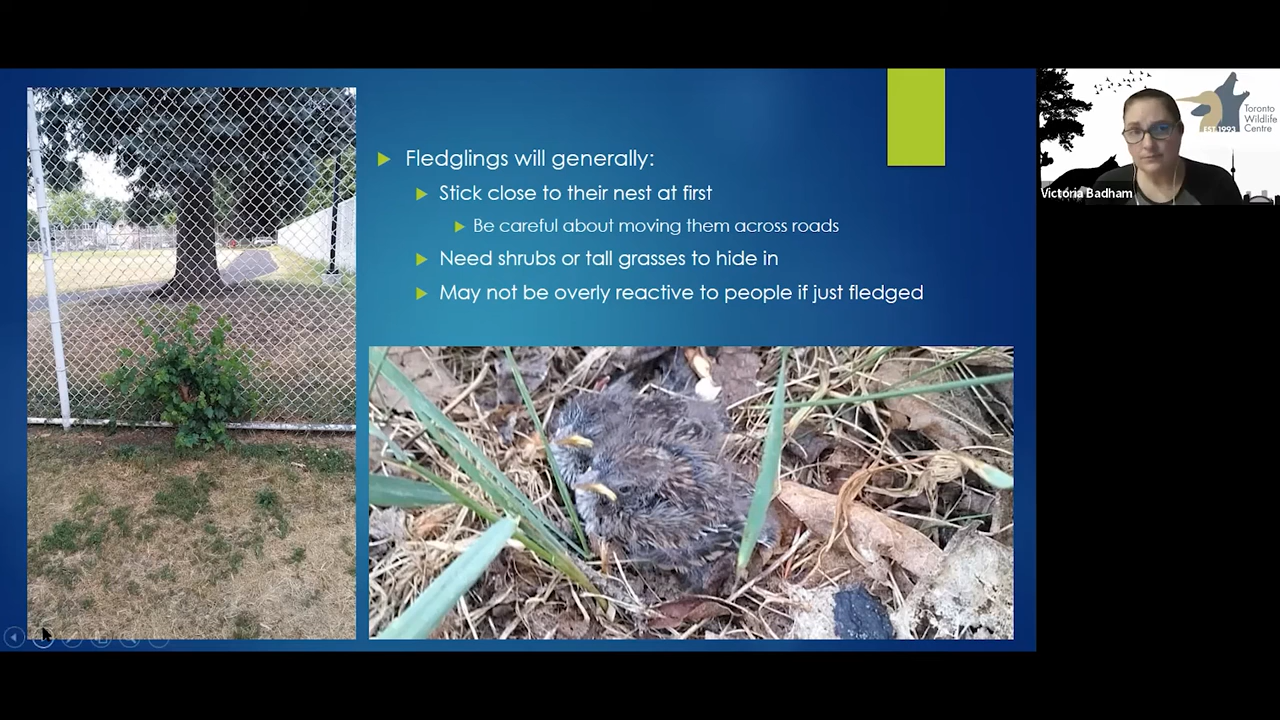 Fledglings will generally:
Stick close to their nest at first
Be careful about moving them across roads
Need shrubs or tall grasses to hide in
May not be overly reactive to people if just fledged
Toronto
Wildlife
Centre
EST. 1993
Victoria Badham